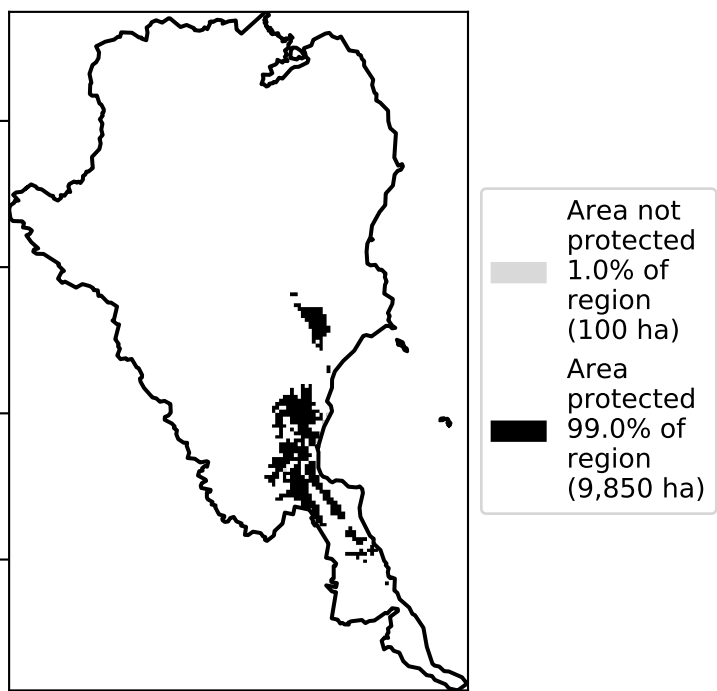 Area not
protected
1.0% of
region
(100 ha)
Area
protected
99.0% of
region
(9,850 ha)